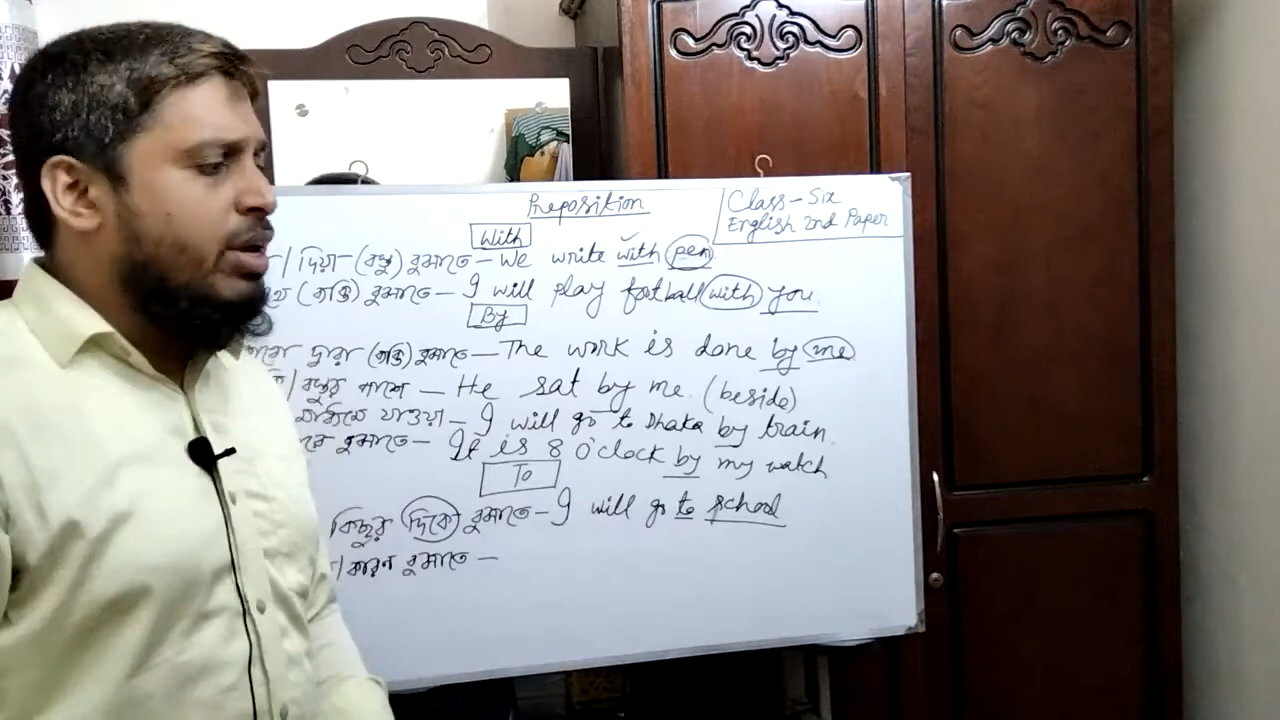 Preposition
Class-Six
English 2nd Paper
With
দিয়া-(বস্তু) বুঝাতে - We write with pen
(ব্যক্তি) বুঝাতে - I will play football (with) you
By
দ্বারা (ব্যক্তি) বুঝাতে - The work is done by me
বস্তুর পাশে - He sat by me. (beside)
যাওয়া - I will go to Dhaka by train
বুঝাতে - It is 8 O'clock by my watch
To
কিছুর (দিকে) বুঝাতে - I will go to school
/কারণ বুঝাতে -